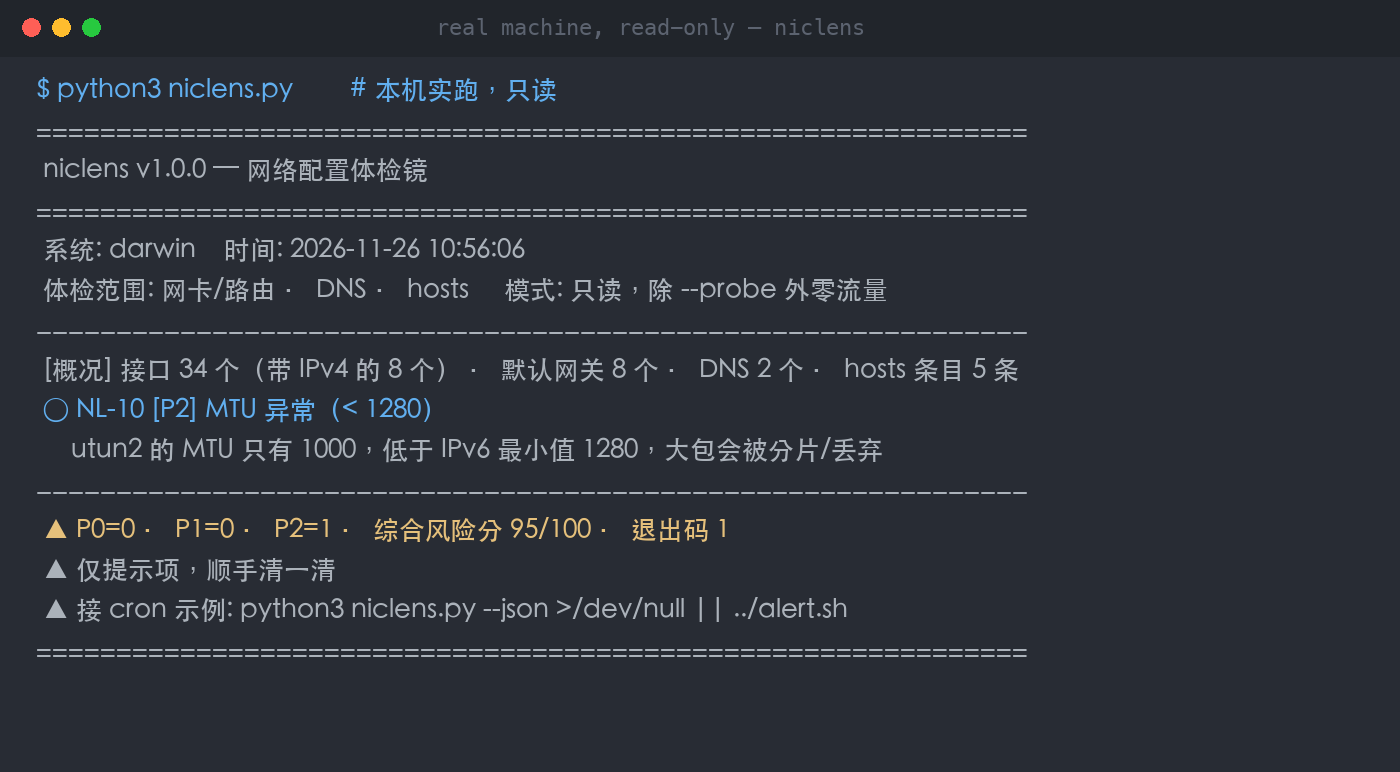 real machine, read-only — niclens
$ python3 niclens.py # 本机实跑，只读
==============================================================
niclens v1.0.0 — 网络配置体检镜
==============================================================
系统: darwin 时间: 2026-11-26 10:56:06
体检范围: 网卡/路由 · DNS · hosts 模式: 只读，除 --probe 外零流量
--------------------------------------------------------------
[概况] 接口 34 个（带 IPv4 的 8 个） · 默认网关 8 个 · DNS 2 个 · hosts 条目 5 条
◯ NL-10 [P2] MTU 异常（< 1280）
utun2 的 MTU 只有 1000，低于 IPv6 最小值 1280，大包会被分片/丢弃
--------------------------------------------------------------
▲ P0=0 · P1=0 · P2=1 · 综合风险分 95/100 · 退出码 1
▲ 仅提示项，顺手清一清
▲ 接 cron 示例: python3 niclens.py --json >/dev/null || ../alert.sh
==============================================================